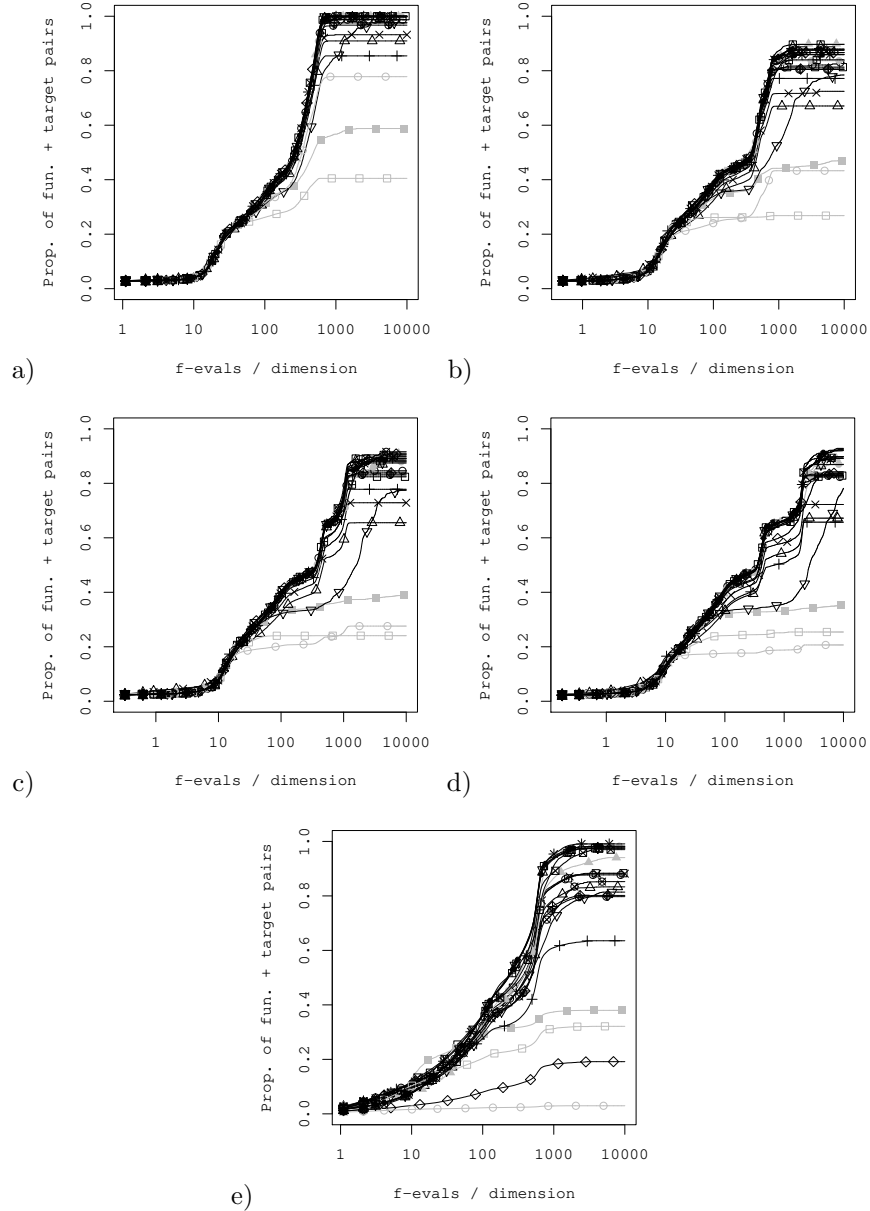 Prop. of fun. + target pairs
0.0 0.2 0.4 0.6 0.8 1.0
1 10 100 1000 10000
f−evals / dimension
a)
Prop. of fun. + target pairs
0.0 0.2 0.4 0.6 0.8 1.0
1 10 100 1000 10000
f−evals / dimension
b)
Prop. of fun. + target pairs
0.0 0.2 0.4 0.6 0.8 1.0
1 10 100 1000 10000
f−evals / dimension
c)
Prop. of fun. + target pairs
0.0 0.2 0.4 0.6 0.8 1.0
1 10 100 1000 10000
f−evals / dimension
d)
Prop. of fun. + target pairs
0.0 0.2 0.4 0.6 0.8 1.0
1 10 100 1000 10000
f−evals / dimension
e)